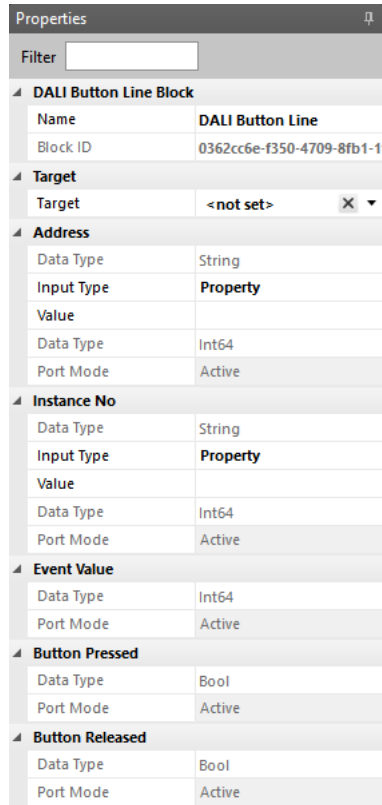 Properties
Filter
DALI Button Line Block
Name DALI Button Line
Block ID 0362cc6e-f350-4709-8fb1-1
Target
Target <not set>
Address
Data Type String
Input Type Property
Value
Data Type Int64
Port Mode Active
Instance No
Data Type String
Input Type Property
Value
Data Type Int64
Port Mode Active
Event Value
Data Type Int64
Port Mode Active
Button Pressed
Data Type Bool
Port Mode Active
Button Released
Data Type Bool
Port Mode Active